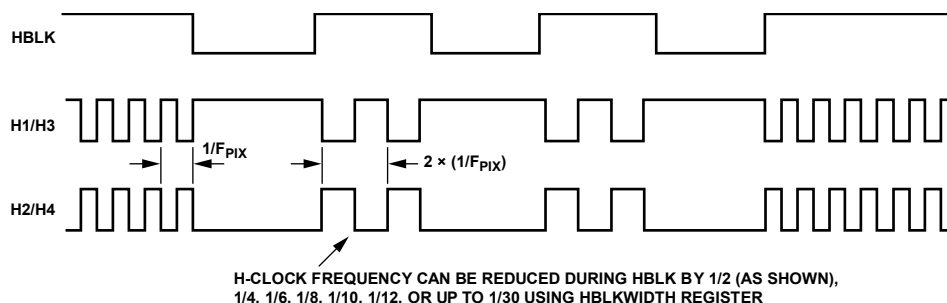 HBLK
H1/H3
1/FPIX
2 × (1/FPIX)
H2/H4
H-CLOCK FREQUENCY CAN BE REDUCED DURING HBLK BY 1/2 (AS SHOWN),
1/4, 1/6, 1/8, 1/10, 1/12, OR UP TO 1/30 USING HBLKWIDTH REGISTER